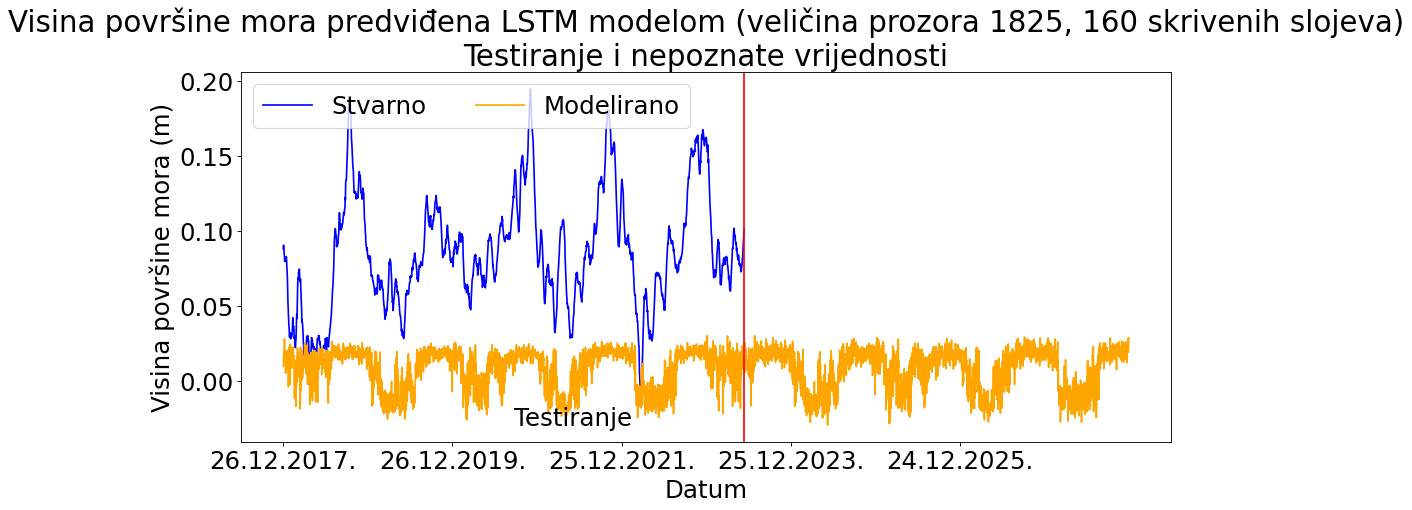 Visina površine mora predviđena LSTM modelom (veličina prozora 1825, 160 skrivenih slojeva)
Testiranje i nepoznate vrijednosti
Stvarno
Modelirano
0.20
0.15
0.10
0.05
0.00
Visina površine mora (m)
Testiranje
26.12.2017.
26.12.2019.
25.12.2021.
25.12.2023.
24.12.2025.
Datum